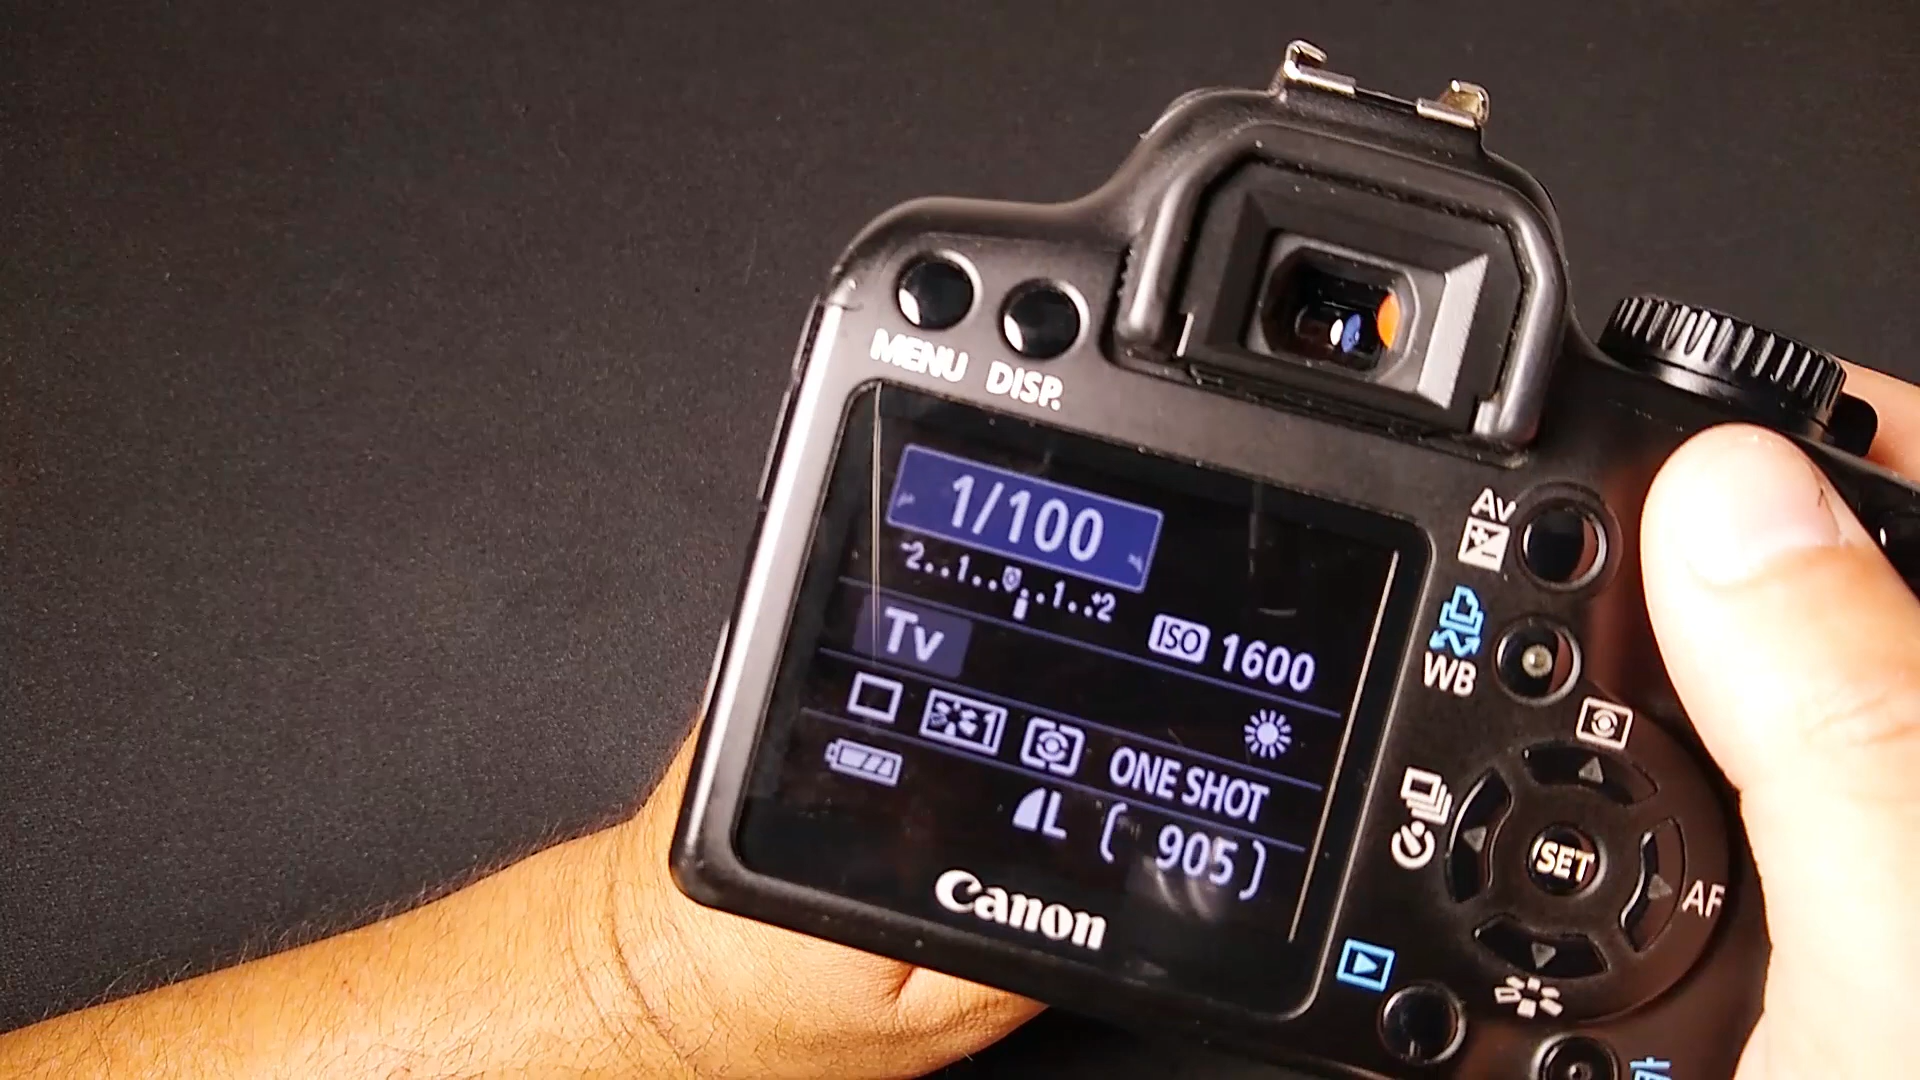 MENU DISP.
1/100
-2..1..0..1..+2
Tv
ISO 1600
1
ONE SHOT
L [ 905]
Canon
Av
WB
SET
AF